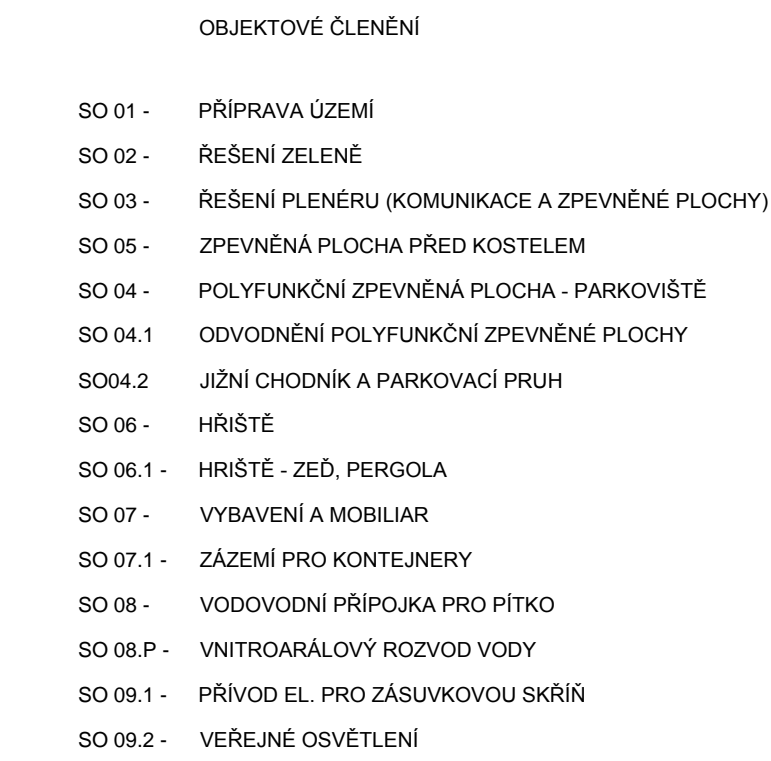 OBJEKTOVÉ ČLENĚNÍ
SO 01 - PŘÍPRAVA ÚZEMÍ
SO 02 - ŘEŠENÍ ZELENĚ
SO 03 - ŘEŠENÍ PLENÉRU (KOMUNIKACE A ZPEVNĚNÉ PLOCHY)
SO 05 - ZPEVNĚNÁ PLOCHA PŘED KOSTELEM
SO 04 - POLYFUNKČNÍ ZPEVNĚNÁ PLOCHA - PARKOVIŠTĚ
SO 04.1 ODVODNĚNÍ POLYFUNKČNÍ ZPEVNĚNÉ PLOCHY
SO04.2 JIŽNÍ CHODNÍK A PARKOVACÍ PRUH
SO 06 - HŘIŠTĚ
SO 06.1 - HRIŠTĚ - ZEĎ, PERGOLA
SO 07 - VYBAVENÍ A MOBILIAR
SO 07.1 - ZÁZEMÍ PRO KONTEJNERY
SO 08 - VODOVODNÍ PŘÍPOJKA PRO PÍTKO
SO 08.P - VNITROARÁLOVÝ ROZVOD VODY
SO 09.1 - PŘÍVOD EL. PRO ZÁSUVKOVOU SKŘÍŇ
SO 09.2 - VEŘEJNÉ OSVĚTLENÍ